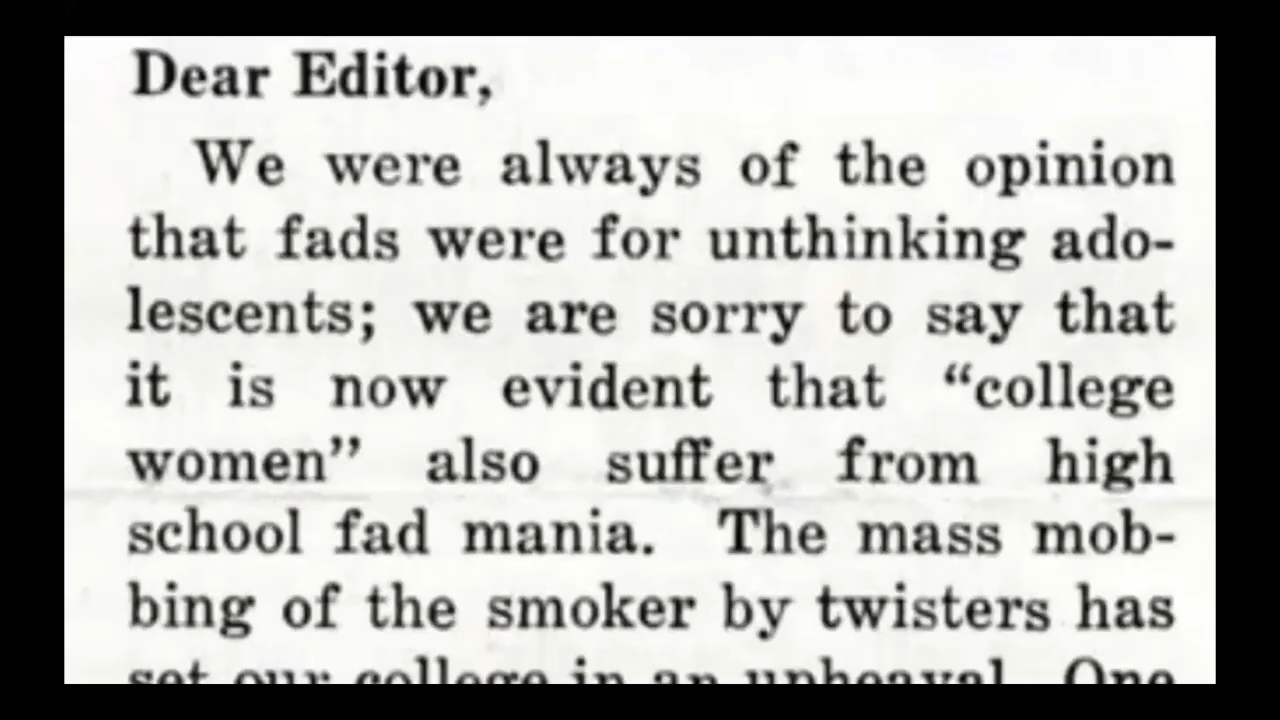 Dear Editor,
We were always of the opinion
that fads were for unthinking ado-
lescents; we are sorry to say that
it is now evident that “college
women” also suffer from high
school fad mania. The mass mob-
bing of the smoker by twisters has
set our college in an upheaval. One